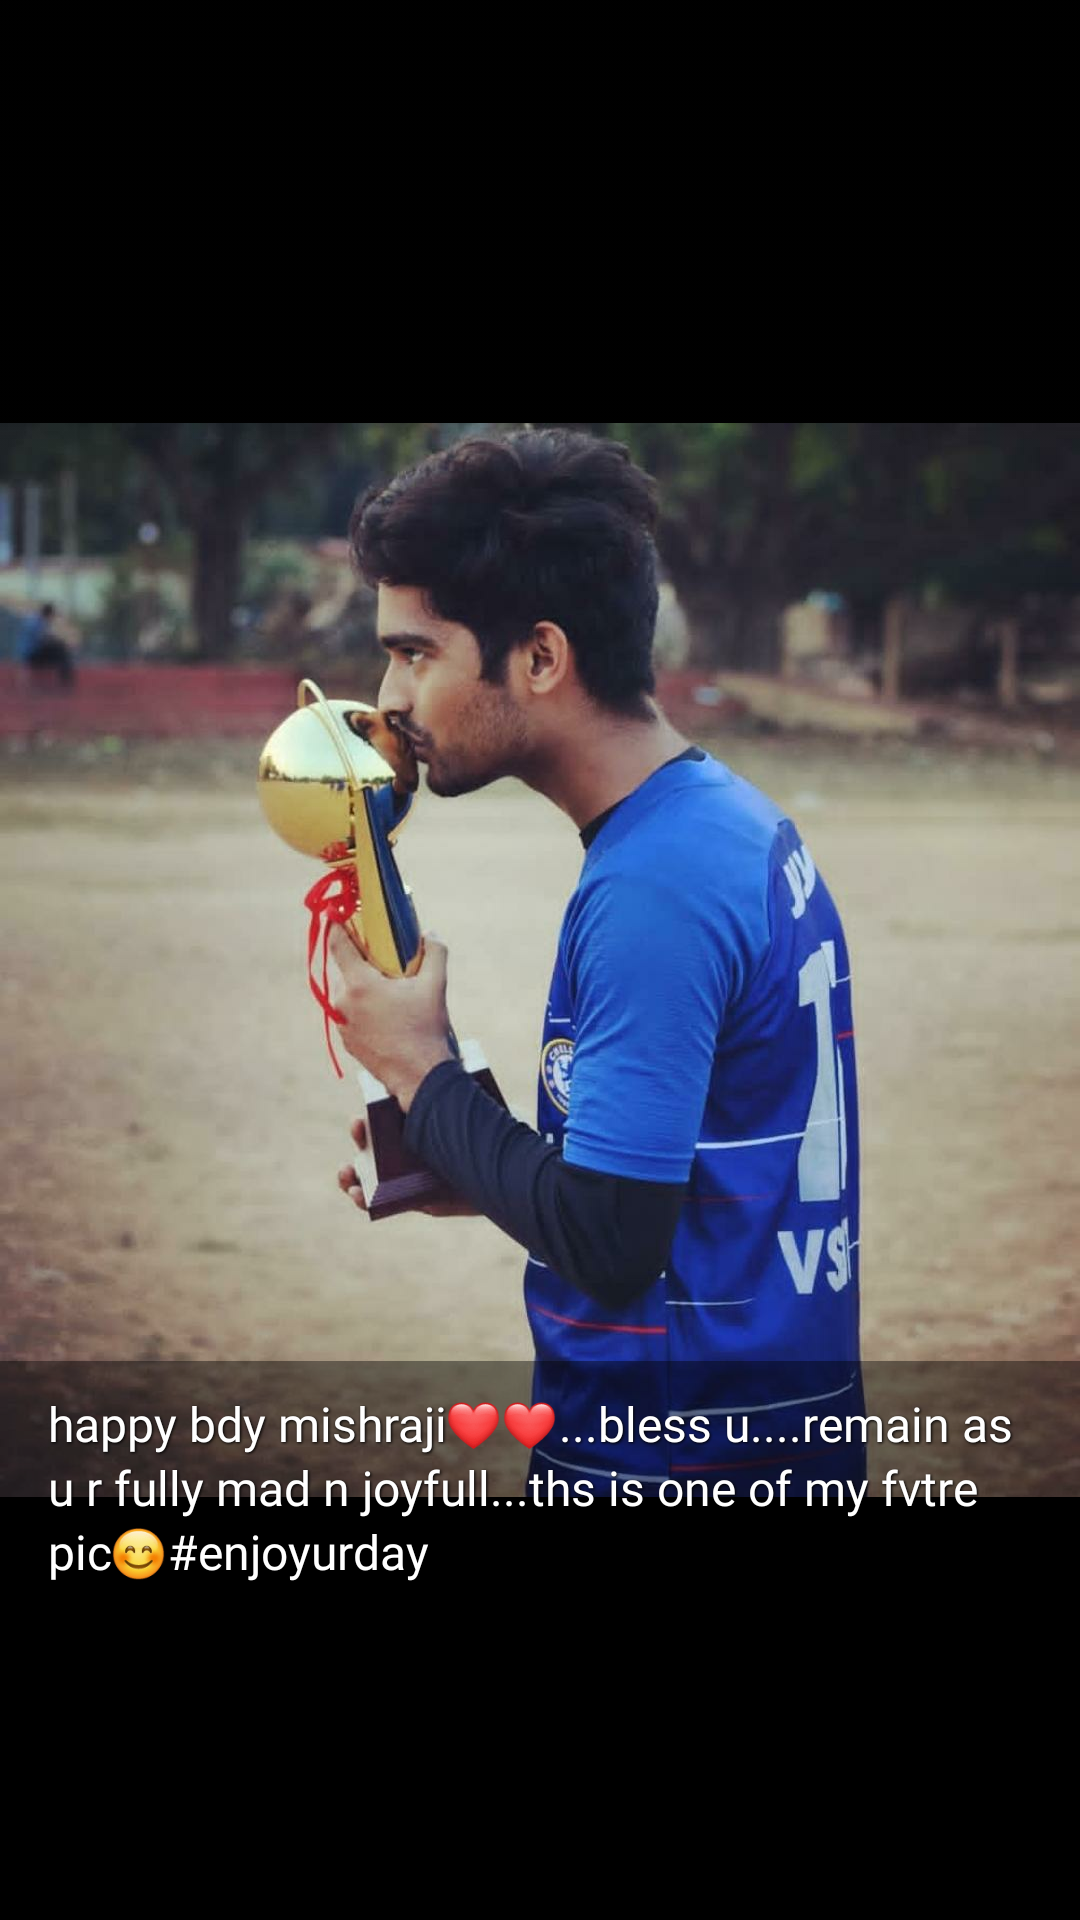 happy bdy mishraji❤️❤️...bless u....remain as
u r fully mad n joyfull...ths is one of my fvtre
pic😊#enjoyurday